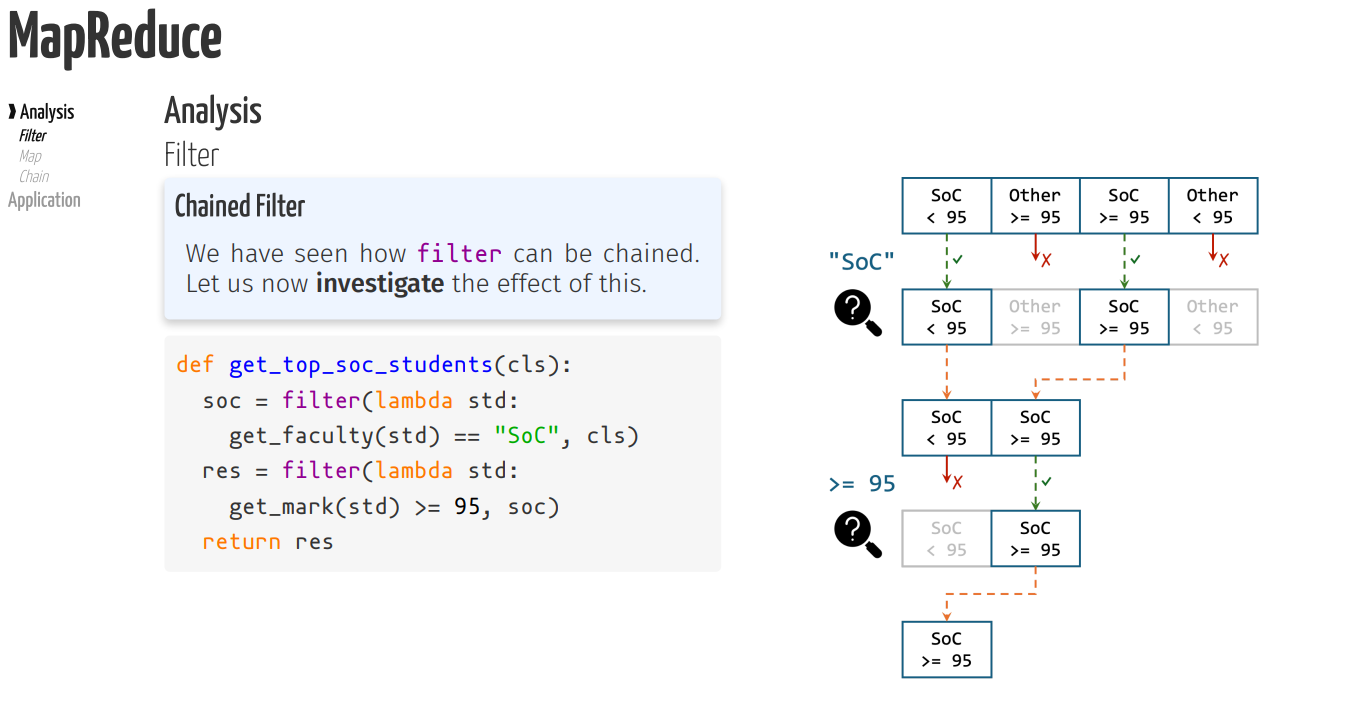 MapReduce
Analysis
Filter
Map
Chain
Application
Analysis
Filter
Chained Filter
We have seen how filter can be chained.
Let us now investigate the effect of this.
def get_top_soc_students(cls):
  soc = filter(lambda std:
    get_faculty(std) == "SoC", cls)
  res = filter(lambda std:
    get_mark(std) >= 95, soc)
  return res
SoC Other SoC Other
< 95 >= 95 >= 95 < 95
"SoC" ✓ ✗ ✓ ✗
?
SoC Other SoC Other
< 95 >= 95 >= 95 < 95
SoC SoC
< 95 >= 95
>= 95 ✗ ✓
?
SoC SoC
< 95 >= 95
SoC
>= 95